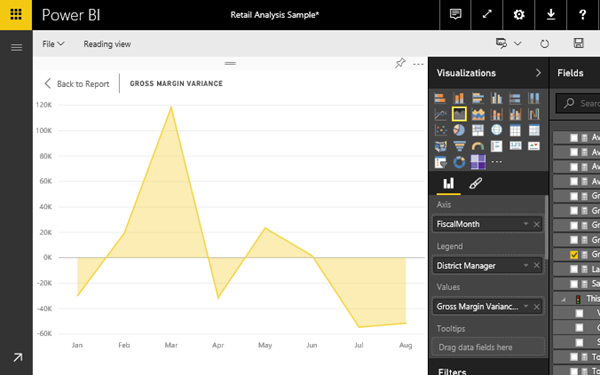 Power BI
Retail Analysis Sample*
?
File
Reading view
Back to Report
GROSS MARGIN VARIANCE
120K
100K
80K
60K
40K
20K
0K
-20K
-40K
-60K
Jan Feb Mar Apr May Jun Jul Aug
Visualizations
Axis
FiscalMonth
Legend
District Manager
Values
Gross Margin Varianc...
Tooltips
Drag data fields here
Filters
Fields
Sear
Av
Av
Av
Av
Gr
Gr
Gr
Gr
Gr
La
Sa
This
V
S
To
To